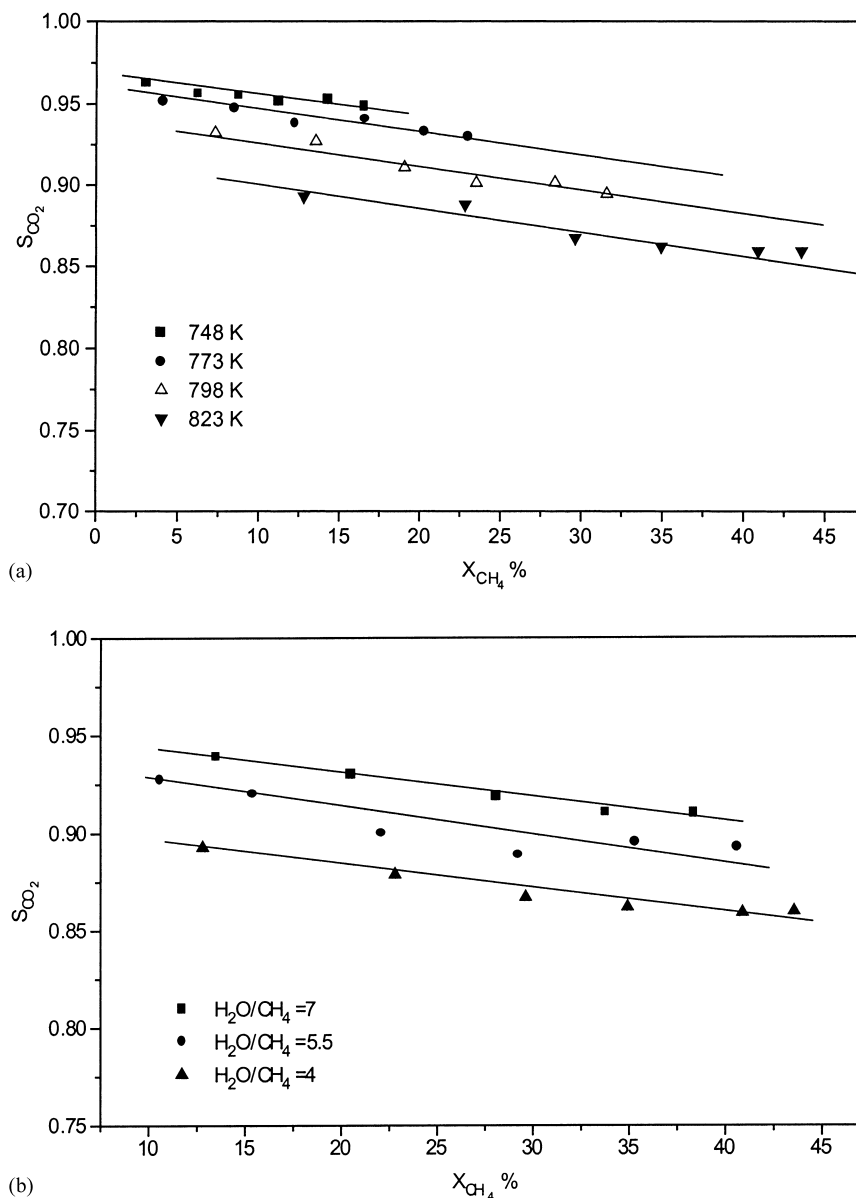 1.00
0.95
0.90
0.85
0.80
0.75
0.70
S_CO₂
■ 748 K
● 773 K
△ 798 K
▼ 823 K
0 5 10 15 20 25 30 35 40 45
X_CH₄ %
(a)
1.00
0.95
0.90
0.85
0.80
0.75
S_CO₂
■ H₂O/CH₄ =7
● H₂O/CH₄ =5.5
▲ H₂O/CH₄ =4
10 15 20 25 30 35 40 45
X_CH₄ %
(b)